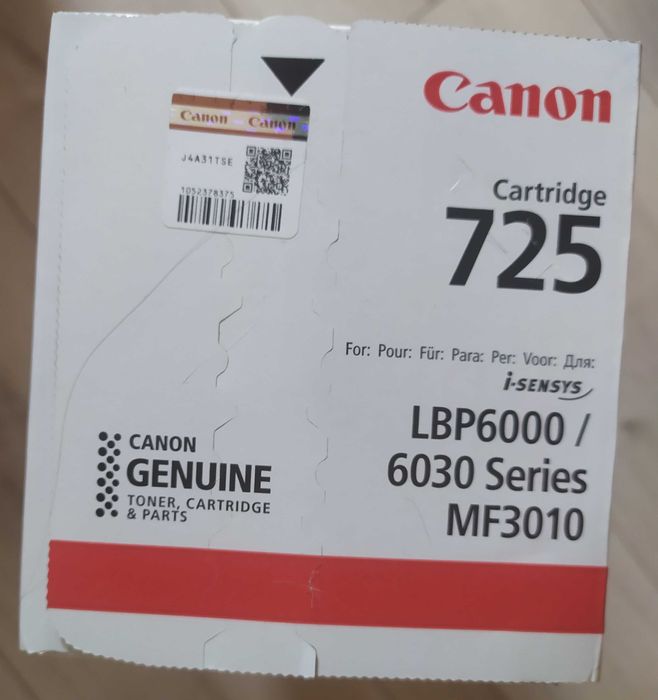 Canon
Canon Canon
J4A31TSE
1052378375
Cartridge
725
For: Pour: Für: Para: Per: Voor: Для:
i-SENSYS
LBP6000 /
6030 Series
MF3010
CANON
GENUINE
TONER, CARTRIDGE
& PARTS